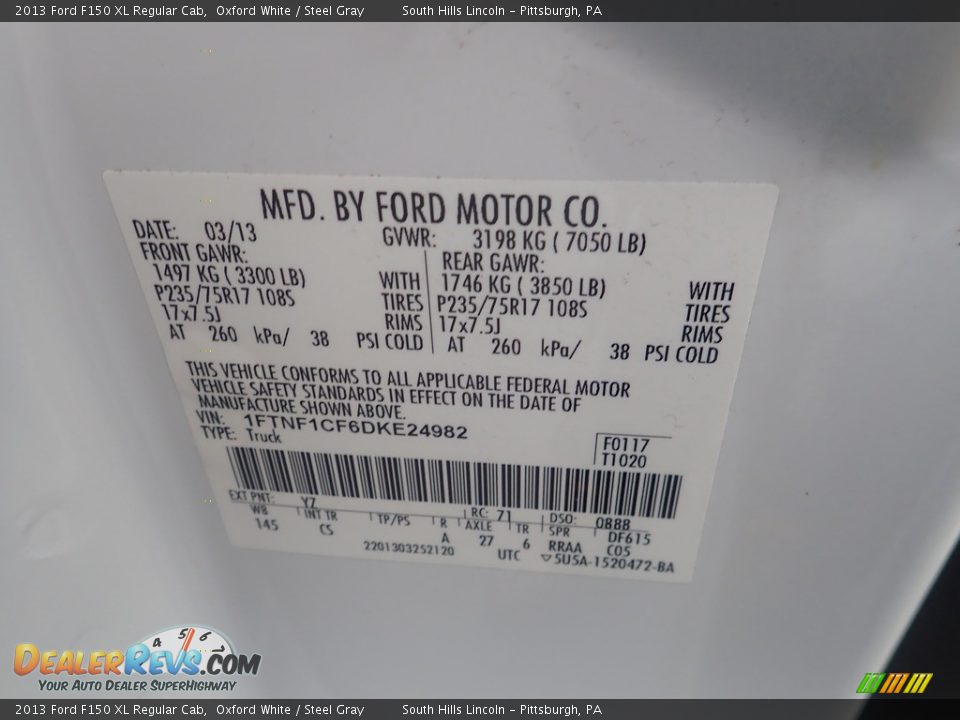 2013 Ford F150 XL Regular Cab,  Oxford White / Steel Gray  South Hills Lincoln – Pittsburgh, PA
MFD. BY FORD MOTOR CO.
DATE: 03/13 GVWR: 3198 KG ( 7050 LB)
FRONT GAWR: REAR GAWR:
1497 KG ( 3300 LB) WITH 1746 KG ( 3850 LB) WITH
P235/75R17 108S TIRES P235/75R17 108S TIRES
17x7.5J RIMS 17x7.5J RIMS
AT 260 kPa/ 38 PSI COLD AT 260 kPa/ 38 PSI COLD
THIS VEHICLE CONFORMS TO ALL APPLICABLE FEDERAL MOTOR
VEHICLE SAFETY STANDARDS IN EFFECT ON THE DATE OF
MANUFACTURE SHOWN ABOVE.
VIN: 1FTNF1CF6DKE24982
TYPE: Truck F0117
T1020
EXT PNT: YZ RC: 71 DSO: 0888
WB INT TR TP/PS R AXLE TR SPR DF615
145 CS A 27 6 RRAA C05
2201303252120 UTC 5U5A-1520472-BA
4 5 6 7
DealerRevs.com
Your Auto Dealer SuperHighway
2013 Ford F150 XL Regular Cab,  Oxford White / Steel Gray  South Hills Lincoln – Pittsburgh, PA